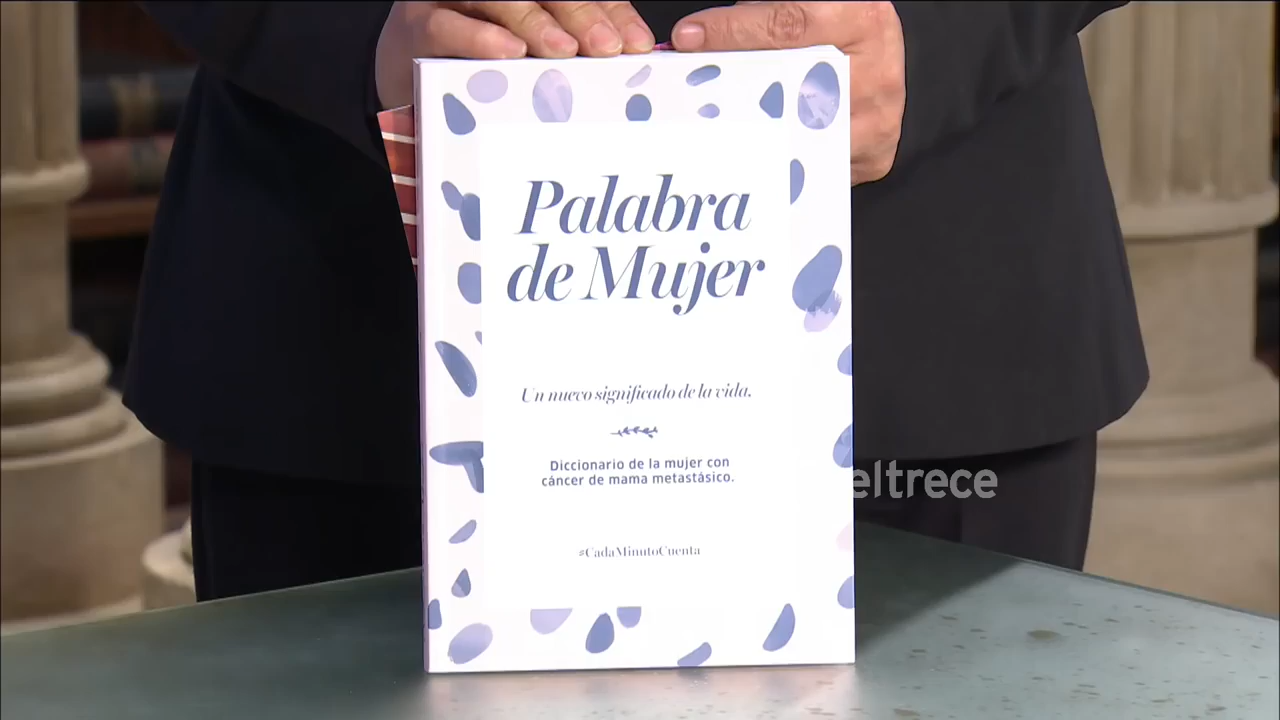 Palabra
de Mujer
Un nuevo significado de la vida.
Diccionario de la mujer con
cáncer de mama metastásico.
#CadaMinutoCuenta
eltrece